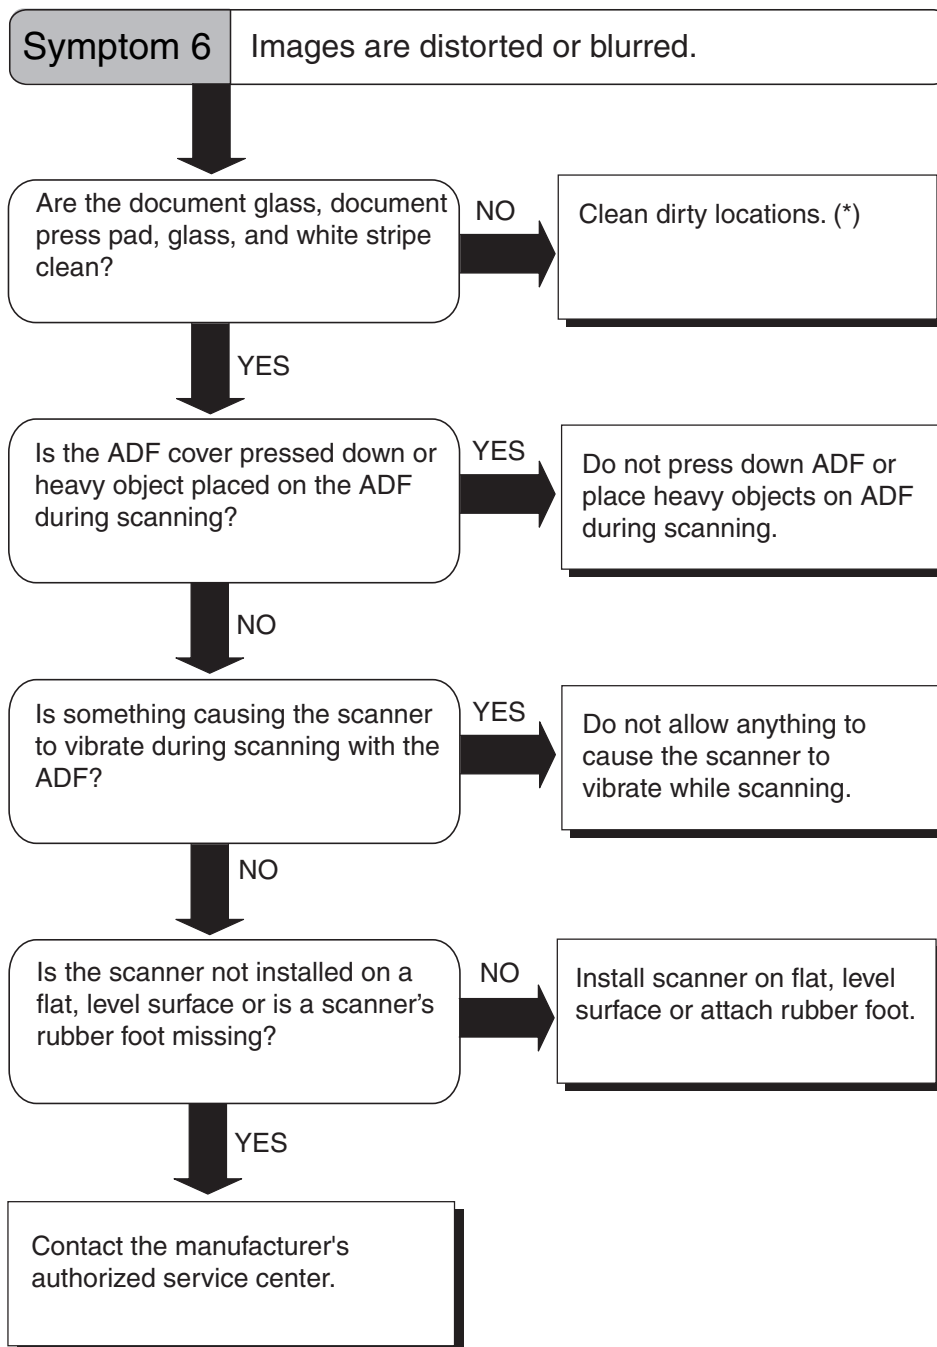 Symptom 6
Images are distorted or blurred.
Are the document glass, document
press pad, glass, and white stripe
clean?
NO
Clean dirty locations. (*)
YES
Is the ADF cover pressed down or
heavy object placed on the ADF
during scanning?
YES
Do not press down ADF or
place heavy objects on ADF
during scanning.
NO
Is something causing the scanner
to vibrate during scanning with the
ADF?
YES
Do not allow anything to
cause the scanner to
vibrate while scanning.
NO
Is the scanner not installed on a
flat, level surface or is a scanner's
rubber foot missing?
NO
Install scanner on flat, level
surface or attach rubber foot.
YES
Contact the manufacturer's
authorized service center.